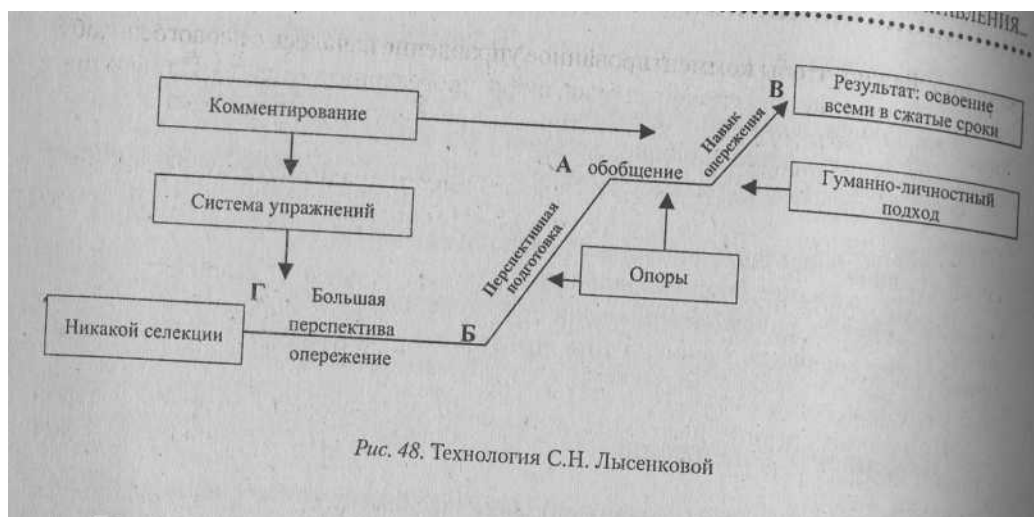 Комментирование
В
Результат: освоение
всеми в сжатые сроки
Навык
опережения
А обобщение
Система упражнений
Гуманно-личностный
подход
Перспективная
подготовка
Опоры
Г Большая
перспектива
опережение
Б
Никакой селекции
Рис. 48. Технология С.Н. Лысенковой